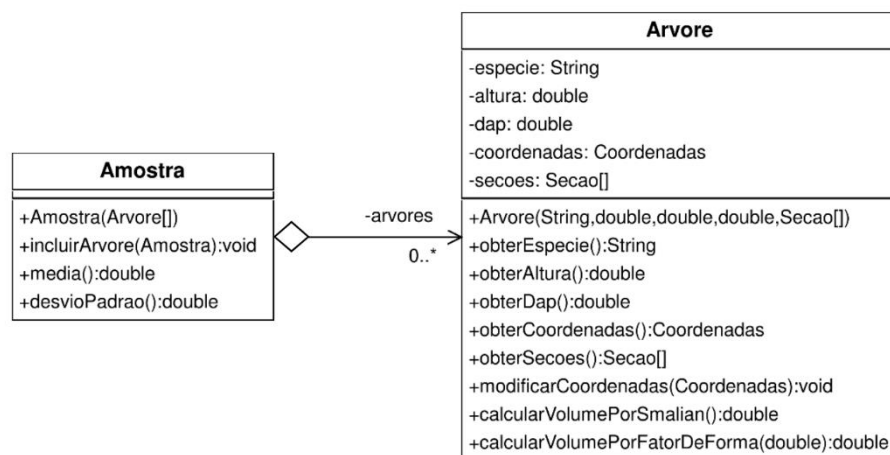 Arvore
-especie: String
-altura: double
-dap: double
-coordenadas: Coordenadas
-secoes: Secao[]
+Arvore(String,double,double,double,Secao[])
+obterEspecie():String
+obterAltura():double
+obterDap():double
+obterCoordenadas():Coordenadas
+obterSecoes():Secao[]
+modificarCoordenadas(Coordenadas):void
+calcularVolumePorSmalian():double
+calcularVolumePorFatorDeForma(double):double
Amostra
+Amostra(Arvore[])
+incluirArvore(Amostra):void
+media():double
+desvioPadrao():double
-arvores
0..*